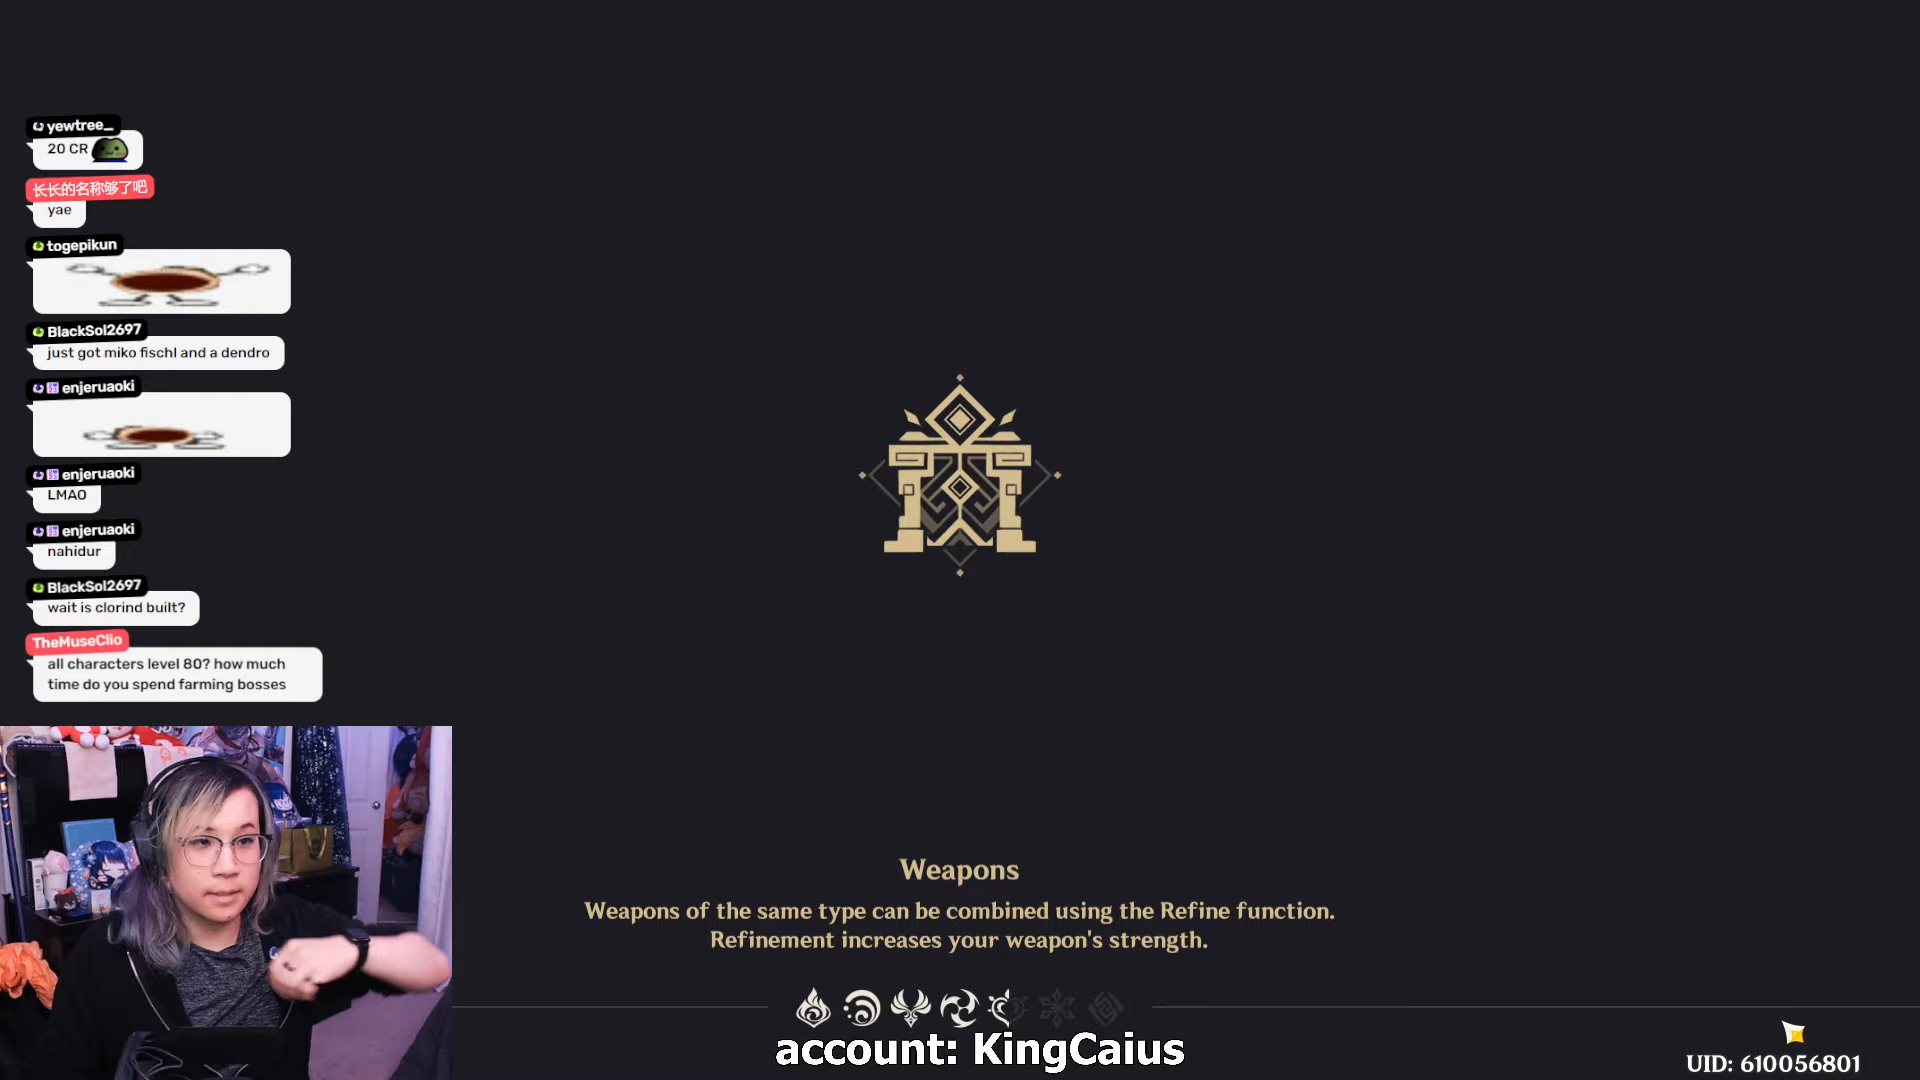 yewtree_
20 CR
长长的名称够了吧
yae
togepikun
BlackSol2697
just got miko fischl and a dendro
enjeruaoki
enjeruaoki
LMAO
enjeruaoki
nahidur
BlackSol2697
wait is clorind built?
TheMuseClio
all characters level 80? how much
time do you spend farming bosses
Weapons
Weapons of the same type can be combined using the Refine function.
Refinement increases your weapon's strength.
account: KingCaius
UID: 610056801